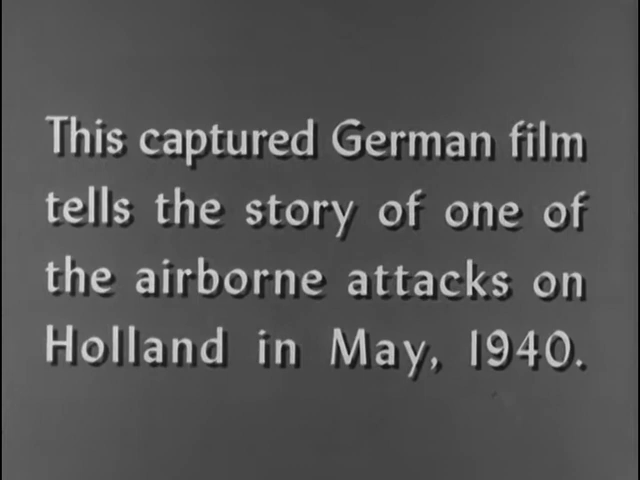 This captured German film
tells the story of one of
the airborne attacks on
Holland in May, 1940.